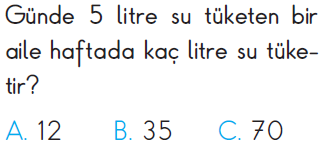 Günde 5 litre su tüketen bir
aile haftada kaç litre su tüke-
tir?
A. 12 B. 35 C. 70